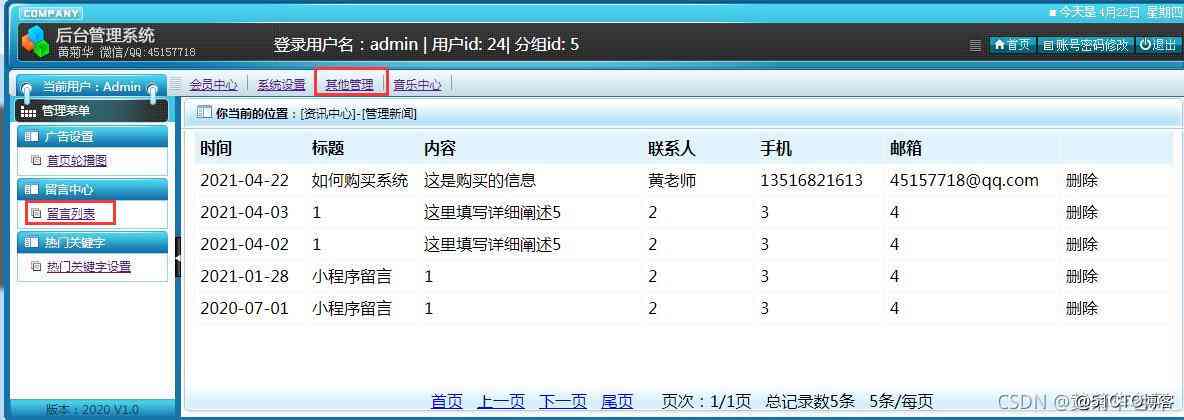 COMPANY
今天是 4月22日 星期四
后台管理系统
黄菊华 微信/QQ:45157718
登录用户名：admin | 用户id: 24| 分组id: 5
首页 账号密码修改 退出
当前用户：Admin
会员中心 系统设置 其他管理 音乐中心
管理菜单
你当前的位置：[资讯中心]-[管理新闻]
广告设置
首页轮播图
留言中心
留言列表
热门关键字
热门关键字设置
时间 标题 内容 联系人 手机 邮箱
2021-04-22 如何购买系统 这是购买的信息 黄老师 13516821613 45157718@qq.com 删除
2021-04-03 1 这里填写详细阐述5 2 3 4 删除
2021-04-02 1 这里填写详细阐述5 2 3 4 删除
2021-01-28 小程序留言 1 2 3 4 删除
2020-07-01 小程序留言 1 2 3 4 删除
首页 上一页 下一页 尾页 页次：1/1页 总记录数5条 5条/每页
版本：2020 V1.0
CSDN
@51CTO博客